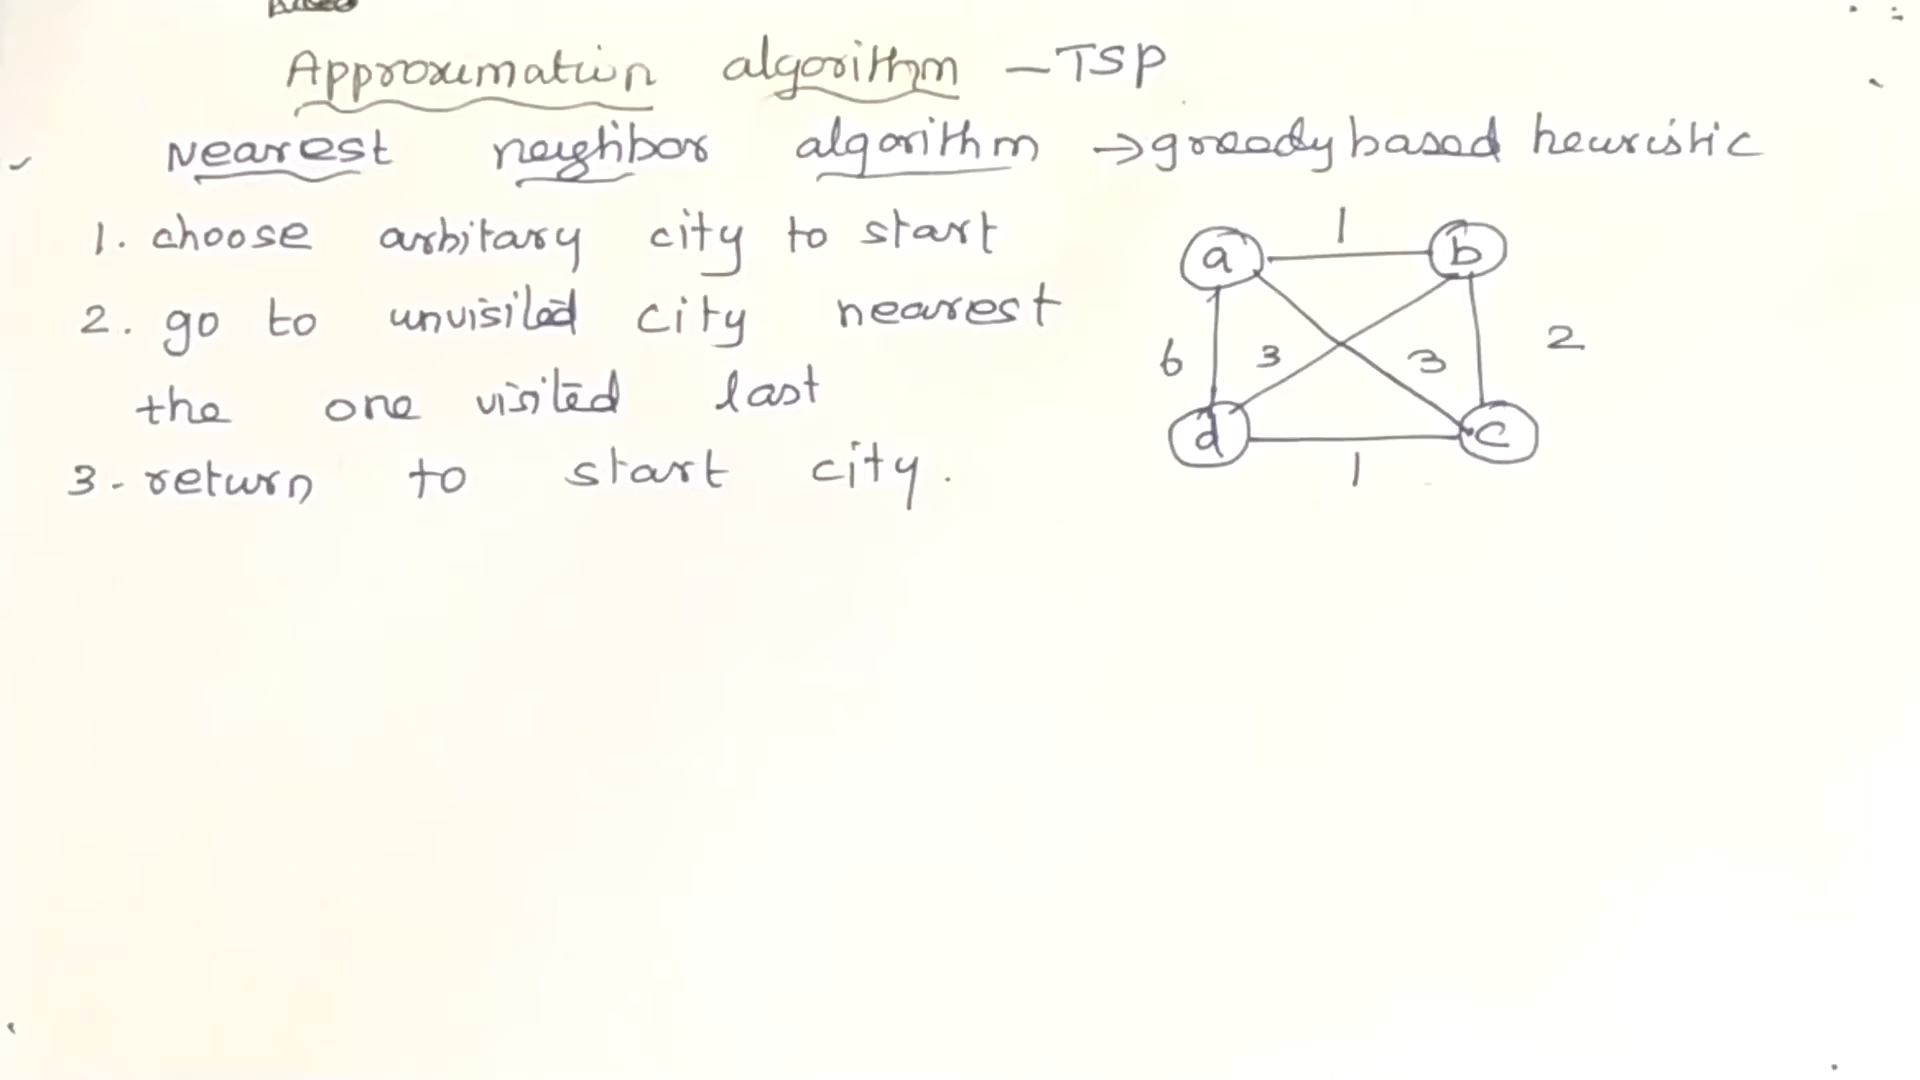 Approximation algorithm - TSP
Nearest neighbor algorithm → greedy based heuristic
1. choose arbitary city to start
2. go to unvisited city nearest
the one visited last
3. return to start city.
a 1 b
6 3 3 2
d 1 c